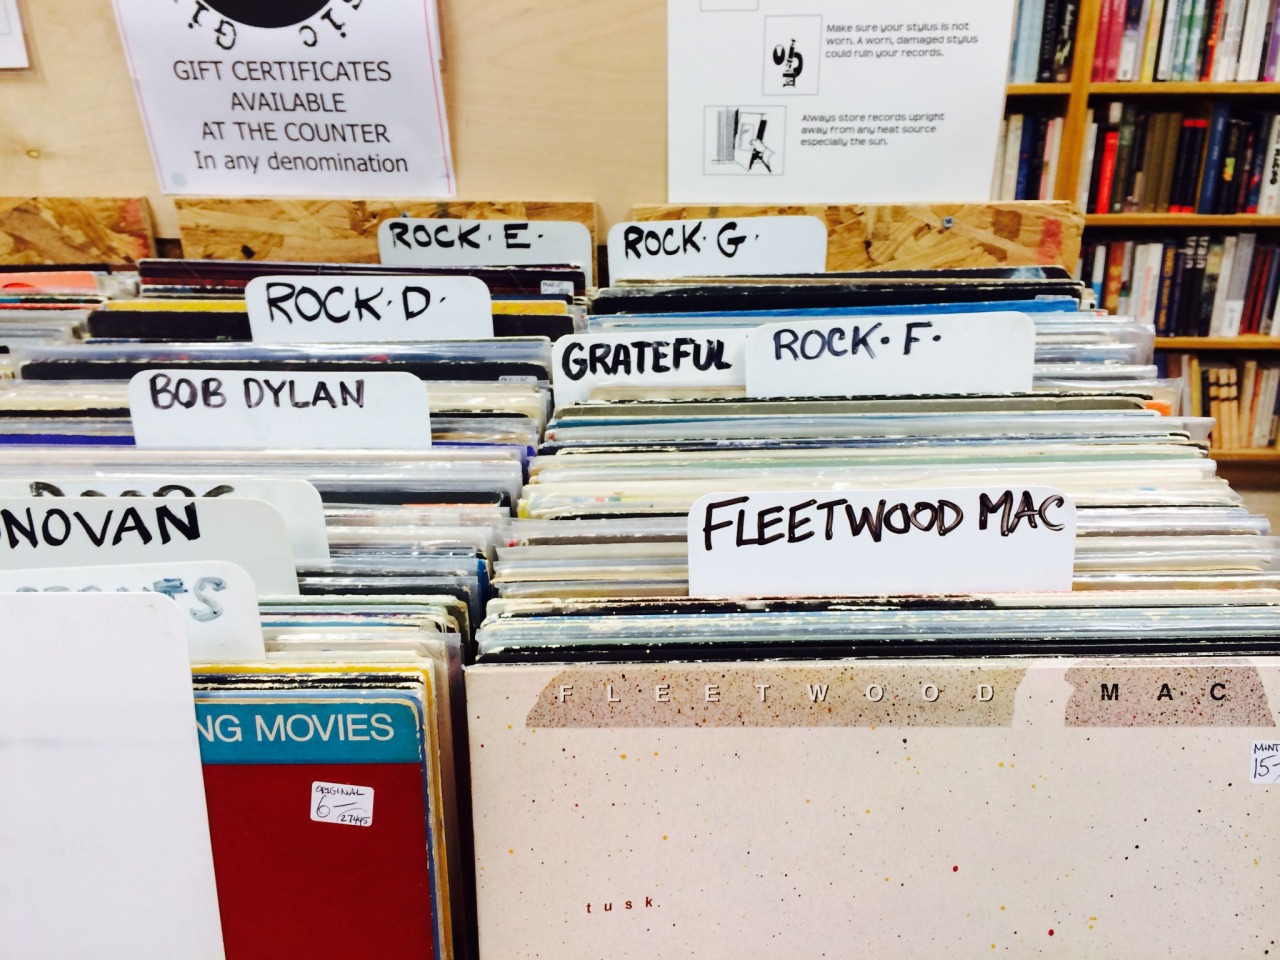 GIFT CERTIFICATES
AVAILABLE
AT THE COUNTER
In any denomination
Make sure your stylus is not
worn. A worn, damaged stylus
could ruin your records.
Always store records upright
away from any heat source
especially the sun.
ROCK·E·
ROCK·G·
ROCK·D·
GRATEFUL
ROCK·F·
BOB DYLAN
NOVAN
FLEETWOOD MAC
FLEETWOOD MAC
NG MOVIES
ORIGINAL
6—
27445
MINT
15-
tusk.